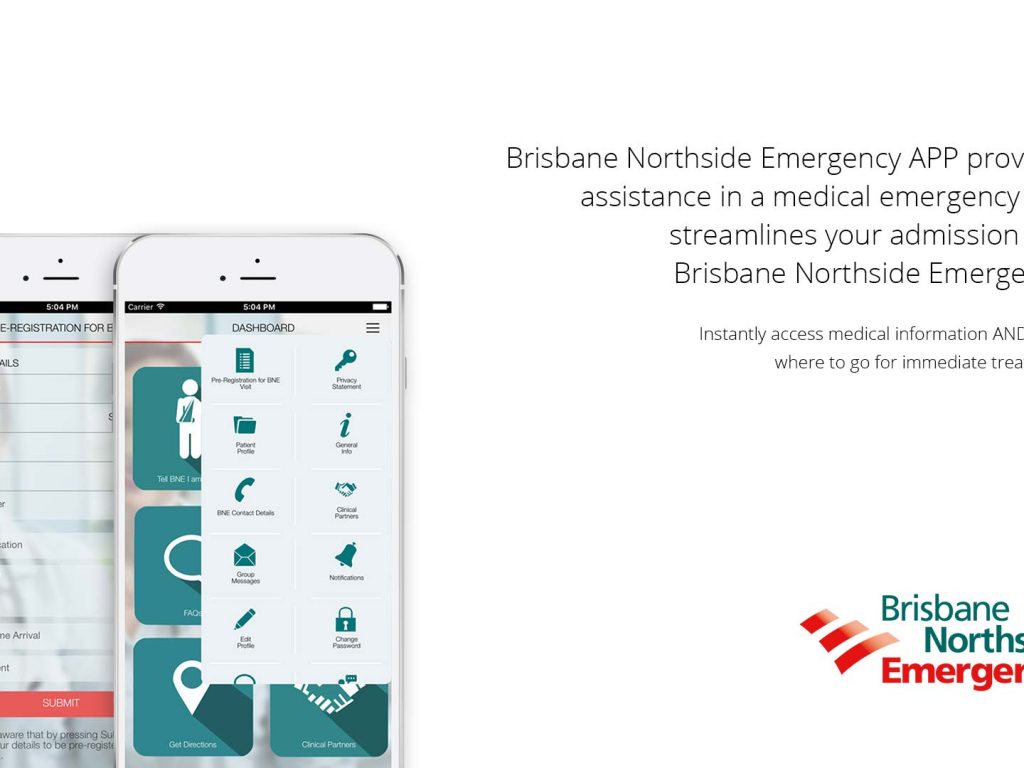 Brisbane Northside Emergency APP prov
assistance in a medical emergency
streamlines your admission
Brisbane Northside Emerge
Instantly access medical information AND
where to go for immediate trea
5:04 PM
E-REGISTRATION FOR B
AILS
S
er
cation
me Arrival
ent
SUBMIT
aware that by pressing Su
ur details to be pre-registe
Carrier 5:04 PM
DASHBOARD
Pre-Registration for BNE
Visit
Privacy
Statement
Patient
Profile
General
Info
BNE Contact Details
Clinical
Partners
Group
Messages
Notifications
Edit
Profile
Change
Password
Tell BNE I am
FAQs
Get Directions
Clinical Partners
Brisbane
Norths
Emergen